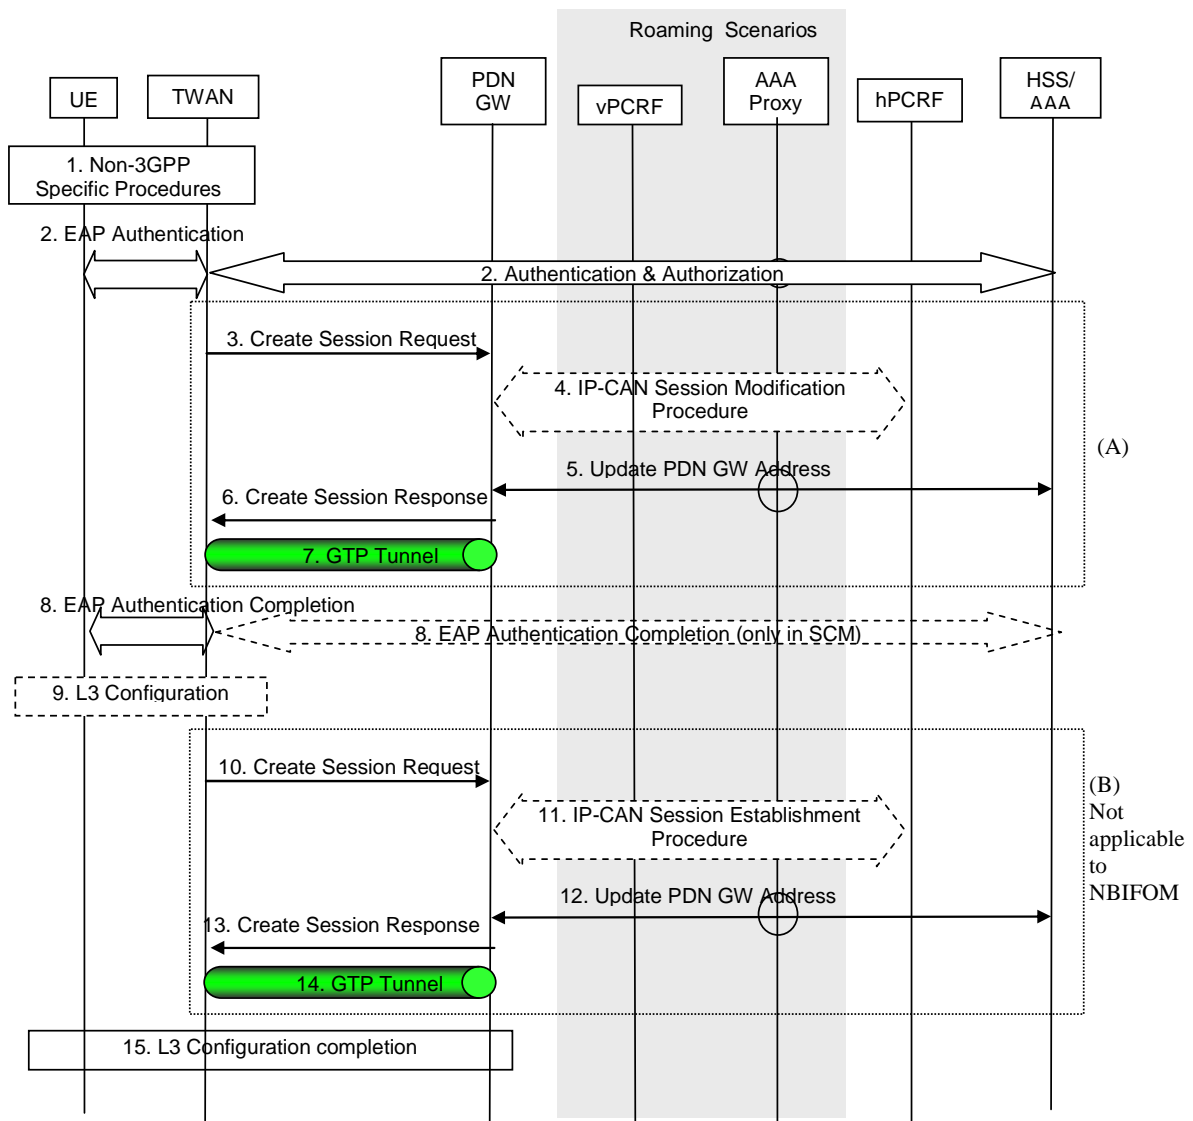 Roaming Scenarios
UE
TWAN
PDN
GW
vPCRF
AAA
Proxy
hPCRF
HSS/
AAA
1. Non-3GPP
Specific Procedures
2. EAP Authentication
2. Authentication & Authorization
3. Create Session Request
4. IP-CAN Session Modification
Procedure
(A)
5. Update PDN GW Address
6. Create Session Response
7. GTP Tunnel
8. EAP Authentication Completion
8. EAP Authentication Completion (only in SCM)
9. L3 Configuration
10. Create Session Request
(B)
Not
applicable
to
NBIFOM
11. IP-CAN Session Establishment
Procedure
12. Update PDN GW Address
13. Create Session Response
14. GTP Tunnel
15. L3 Configuration completion